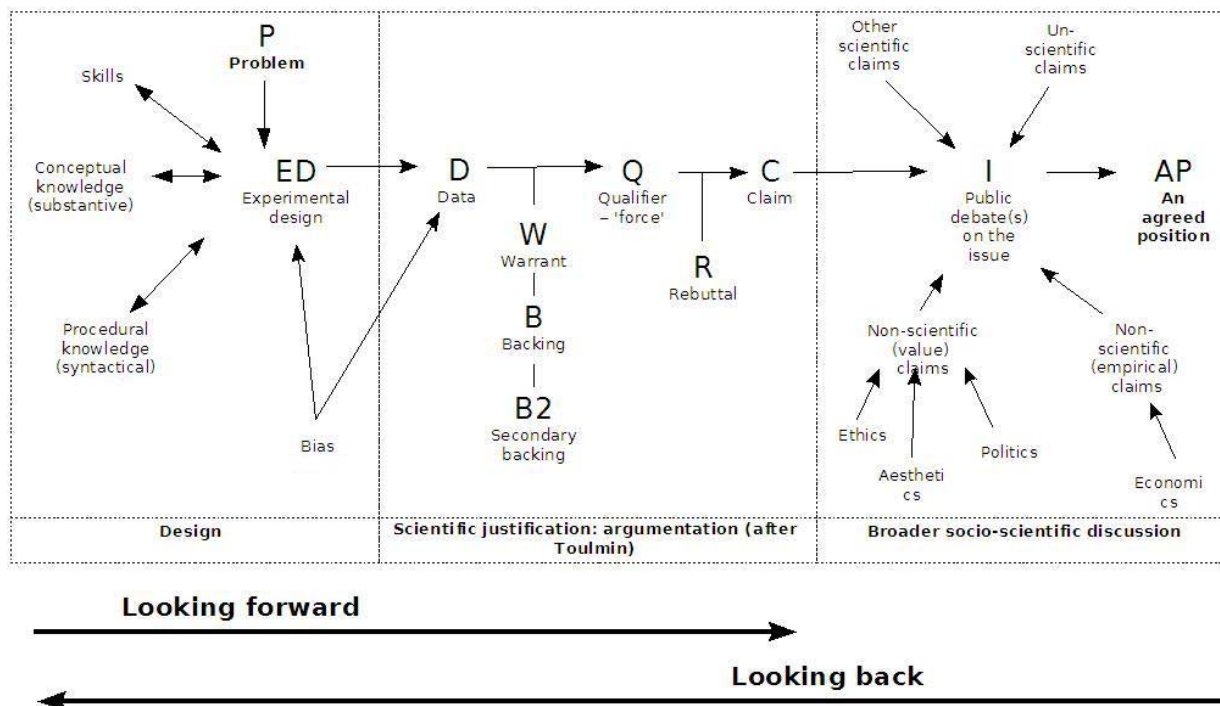 P
Problem
Skills
Conceptual
knowledge
(substantive)
ED
Experimental
design
Procedural
knowledge
(syntactical)
Bias
Design
D
Data
W
Warrant
B
Backing
B2
Secondary
backing
Q
Qualifier
– 'force'
R
Rebuttal
C
Claim
Scientific justification: argumentation (after
Toulmin)
Other
scientific
claims
Un-
scientific
claims
I
Public
debate(s)
on the
issue
AP
An
agreed
position
Non-scientific
(value)
claims
Non-
scientific
(empirical)
claims
Ethics
Aestheti
cs
Politics
Economi
cs
Broader socio-scientific discussion
Looking forward
Looking back